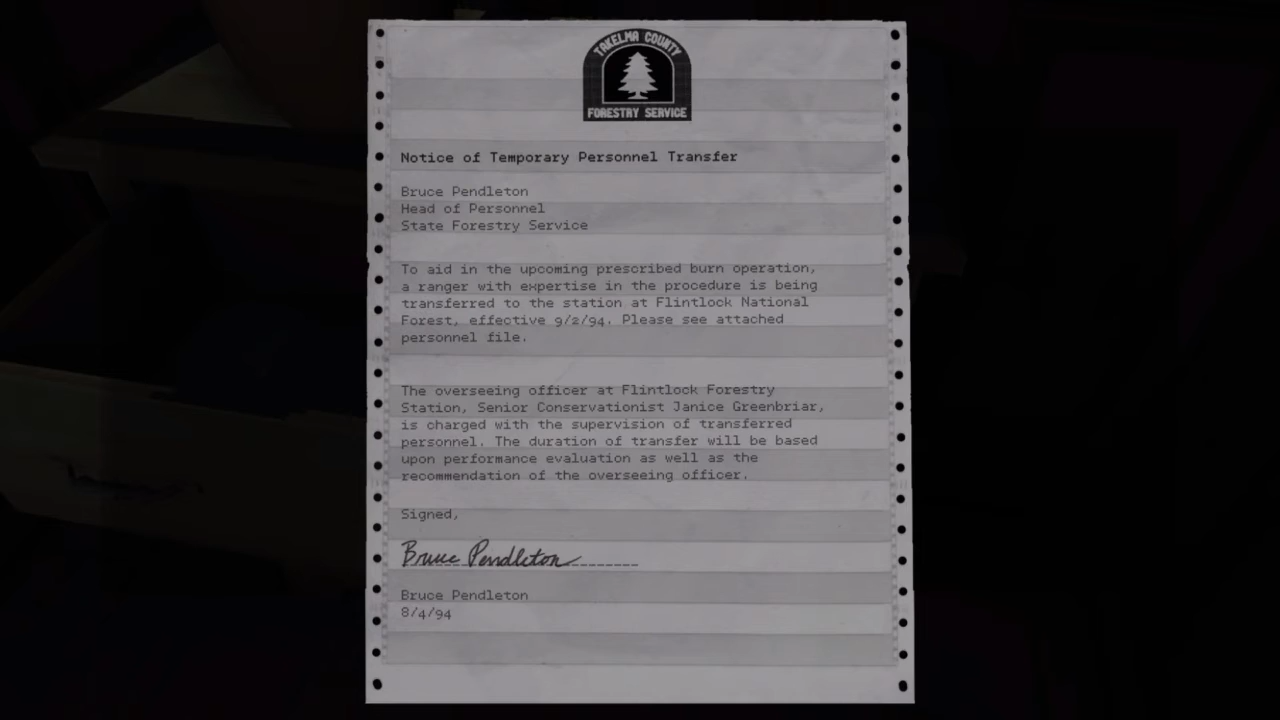 TAKELMA COUNTY
FORESTRY SERVICE
Notice of Temporary Personnel Transfer
Bruce Pendleton
Head of Personnel
State Forestry Service
To aid in the upcoming prescribed burn operation,
a ranger with expertise in the procedure is being
transferred to the station at Flintlock National
Forest, effective 9/2/94. Please see attached
personnel file.
The overseeing officer at Flintlock Forestry
Station, Senior Conservationist Janice Greenbriar,
is charged with the supervision of transferred
personnel. The duration of transfer will be based
upon performance evaluation as well as the
recommendation of the overseeing officer.
Signed,
Bruce Pendleton
Bruce Pendleton
8/4/94